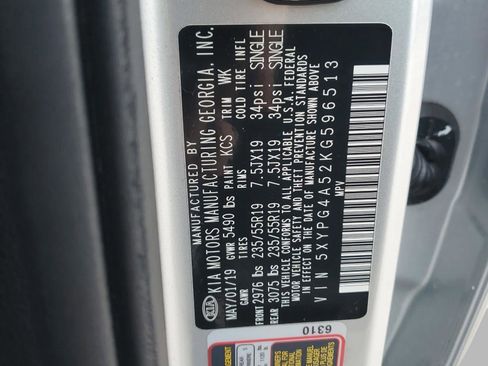 MANUFACTURED BY
KIA MOTORS MANUFACTURING GEORGIA, INC.
MAY/01/19 GVWR 5490 lbs PAINT KCS TRIM WK
TIRES RIMS COLD TIRE INFL
FRONT 2976 lbs 235/55R19 7.5JX19 34psi SINGLE
REAR 3075 lbs 235/55R19 7.5JX19 34psi SINGLE
THIS VEHICLE CONFORMS TO ALL APPLICABLE U.S.A. FEDERAL
MOTOR VEHICLE SAFETY AND THEFT PREVENTION STANDARDS
IN EFFECT ON THE DATE OF MANUFACTURE SHOWN ABOVE
VIN 5XYPG4A52KG596513
MPV
KIA
6310